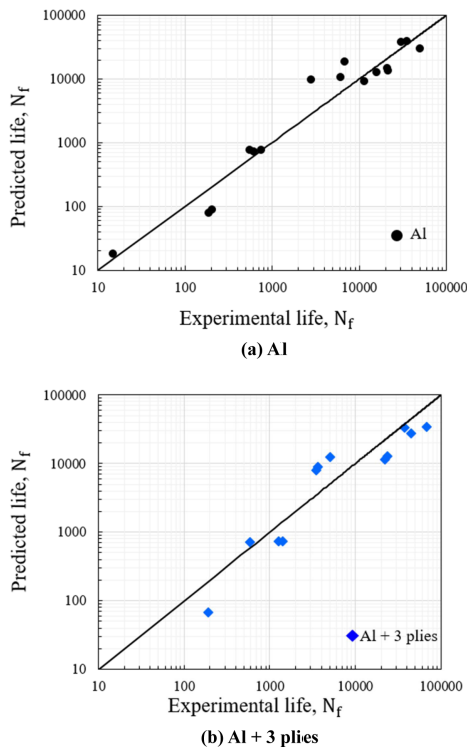 100000
10000
1000
100
10
Predicted life, Nf
Al
10 100 1000 10000 100000
Experimental life, Nf
(a) Al
100000
10000
1000
100
10
Predicted life, Nf
Al + 3 plies
10 100 1000 10000 100000
Experimental life, Nf
(b) Al + 3 plies